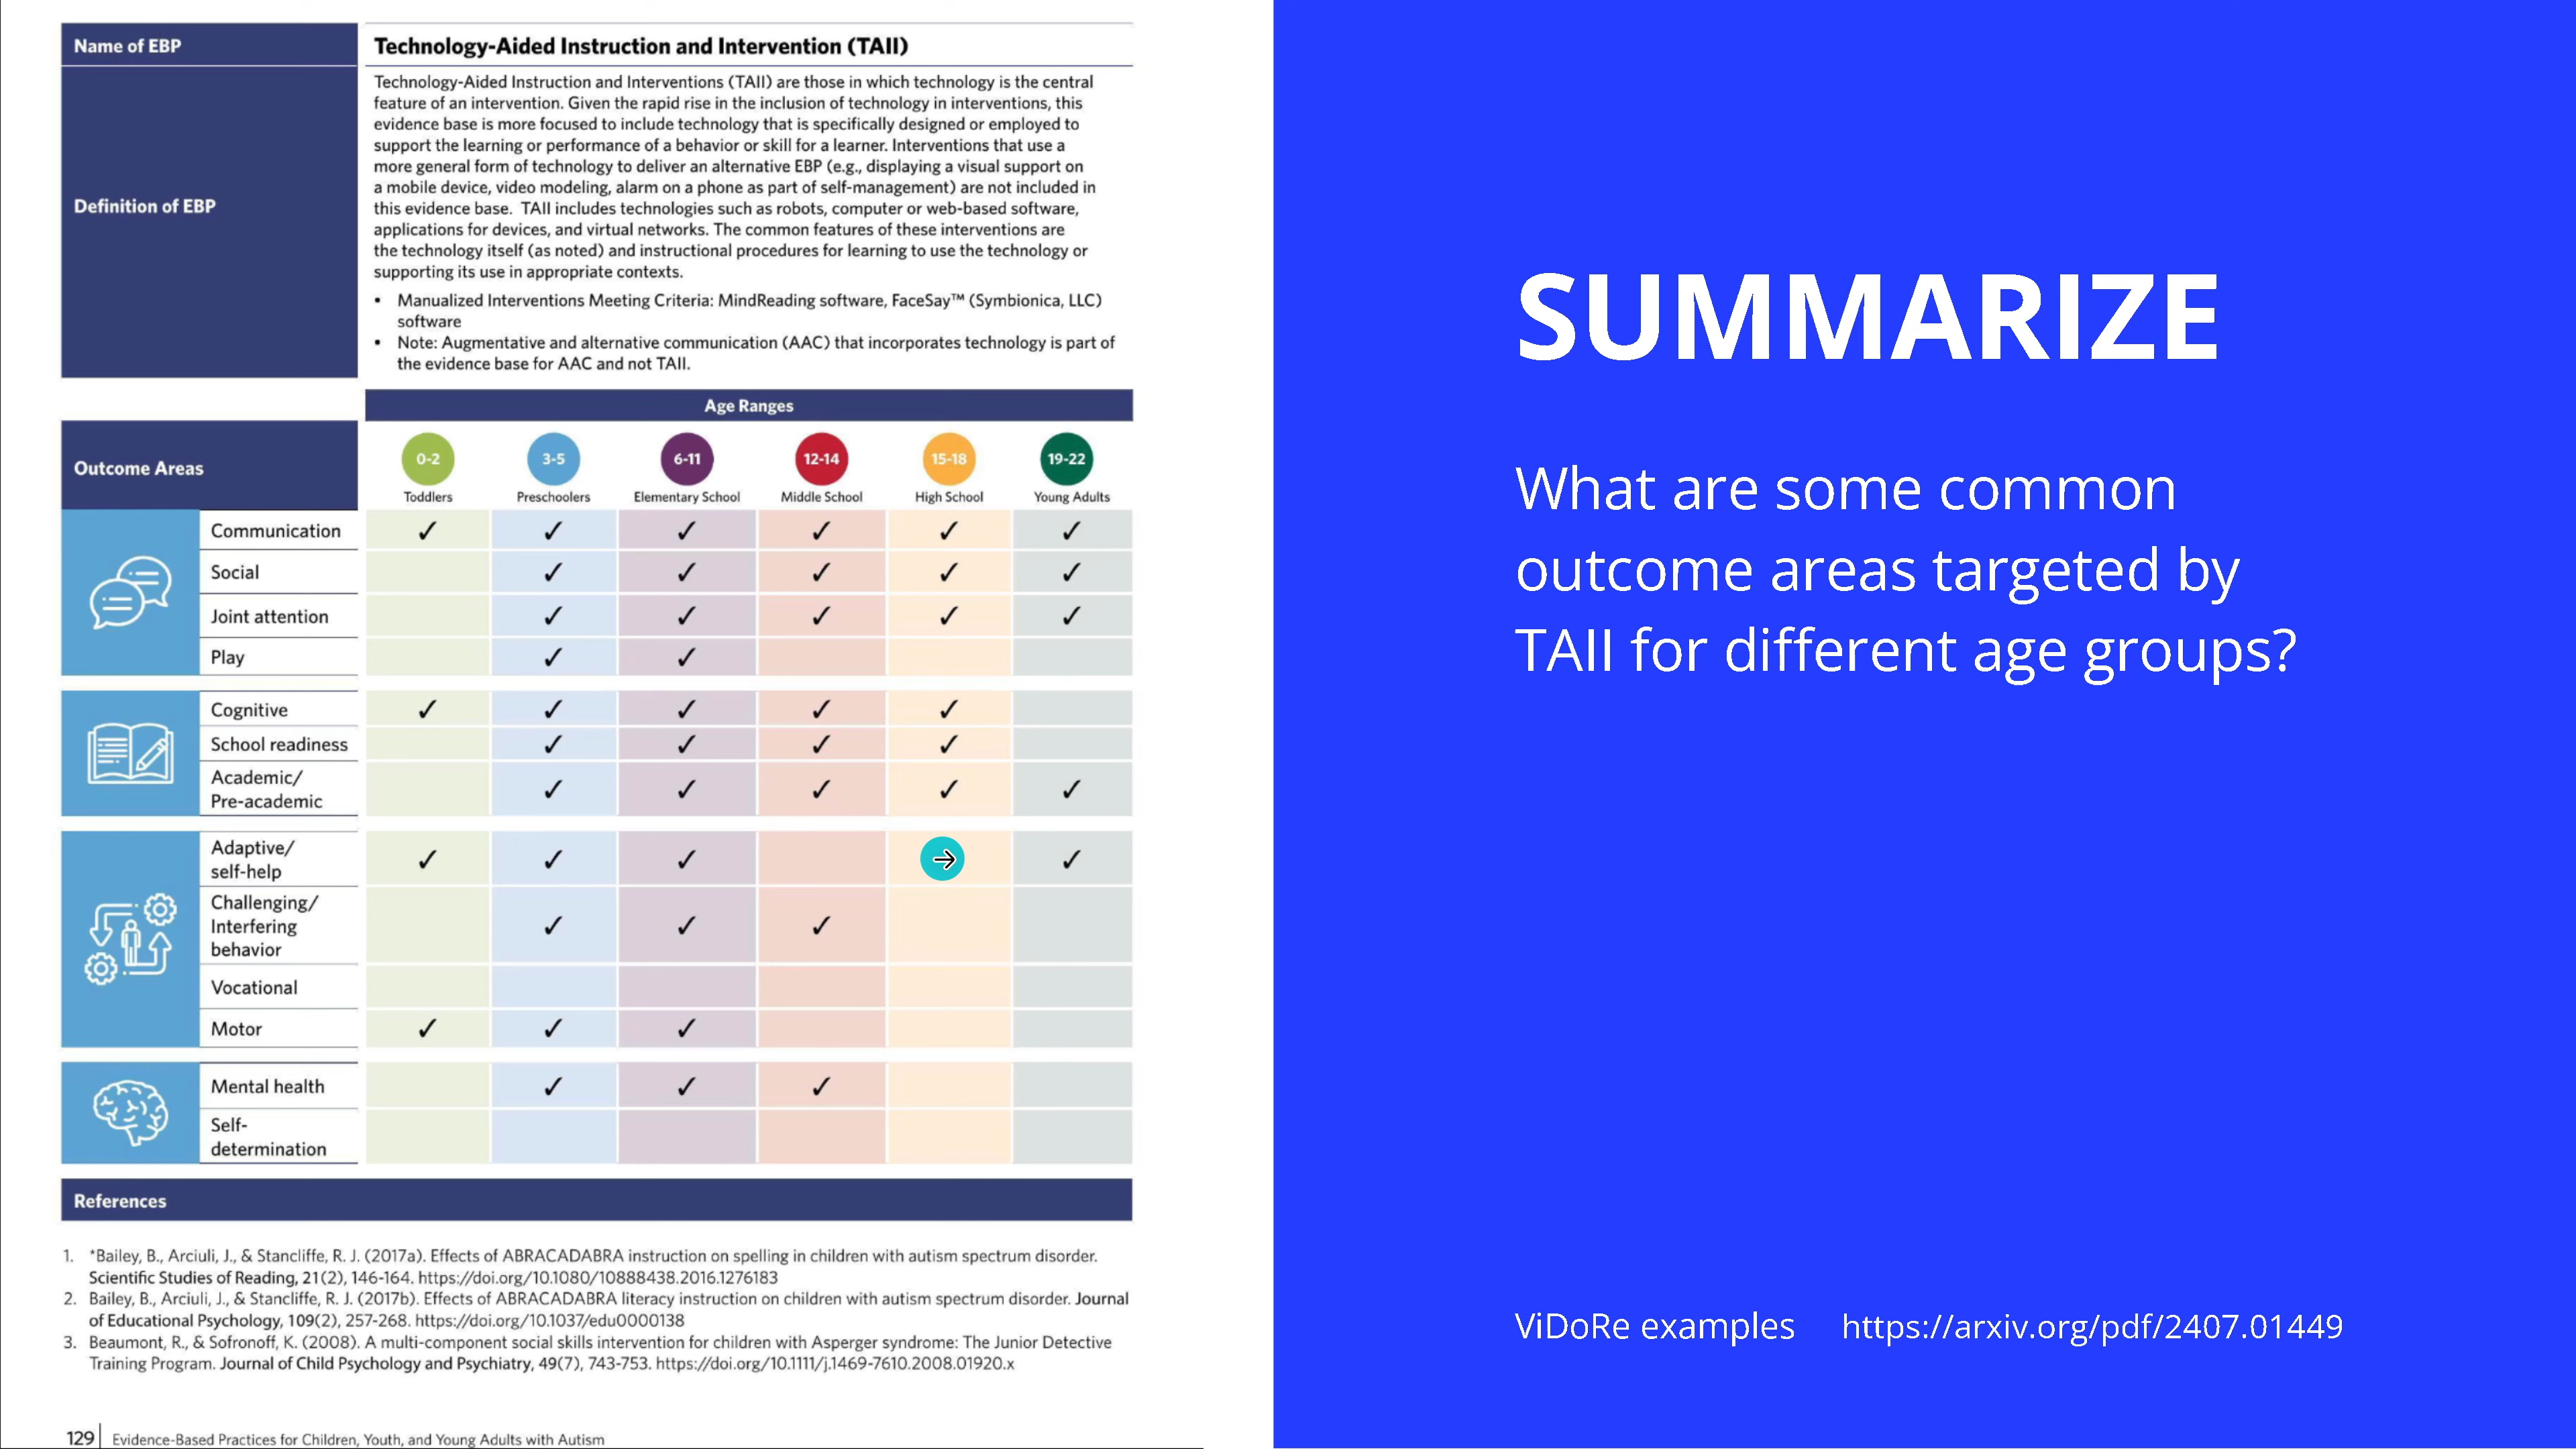 Name of EBP
Technology-Aided Instruction and Intervention (TAII)
Definition of EBP
Technology-Aided Instruction and Interventions (TAII) are those in which technology is the central
feature of an intervention. Given the rapid rise in the inclusion of technology in interventions, this
evidence base is more focused to include technology that is specifically designed or employed to
support the learning or performance of a behavior or skill for a learner. Interventions that use a
more general form of technology to deliver an alternative EBP (e.g., displaying a visual support on
a mobile device, video modeling, alarm on a phone as part of self-management) are not included in
this evidence base. TAII includes technologies such as robots, computer or web-based software,
applications for devices, and virtual networks. The common features of these interventions are
the technology itself (as noted) and instructional procedures for learning to use the technology or
supporting its use in appropriate contexts.
• Manualized Interventions Meeting Criteria: MindReading software, FaceSay™ (Symbionica, LLC)
software
• Note: Augmentative and alternative communication (AAC) that incorporates technology is part of
the evidence base for AAC and not TAII.
Age Ranges
Outcome Areas
0-2 3-5 6-11 12-14 15-18 19-22
Toddlers Preschoolers Elementary School Middle School High School Young Adults
Communication ✓ ✓ ✓ ✓ ✓ ✓
Social ✓ ✓ ✓ ✓ ✓
Joint attention ✓ ✓ ✓ ✓ ✓
Play ✓ ✓
Cognitive ✓ ✓ ✓ ✓ ✓
School readiness ✓ ✓ ✓ ✓
Academic/
Pre-academic ✓ ✓ ✓ ✓ ✓
Adaptive/
self-help ✓ ✓ ✓ → ✓
Challenging/
Interfering
behavior ✓ ✓ ✓
Vocational
Motor ✓ ✓ ✓
Mental health ✓ ✓ ✓
Self-
determination
References
1. *Bailey, B., Arciuli, J., & Stancliffe, R. J. (2017a). Effects of ABRACADABRA instruction on spelling in children with autism spectrum disorder.
Scientific Studies of Reading, 21(2), 146-164. https://doi.org/10.1080/10888438.2016.1276183
2. Bailey, B., Arciuli, J., & Stancliffe, R. J. (2017b). Effects of ABRACADABRA literacy instruction on children with autism spectrum disorder. Journal
of Educational Psychology, 109(2), 257-268. https://doi.org/10.1037/edu0000138
3. Beaumont, R., & Sofronoff, K. (2008). A multi-component social skills intervention for children with Asperger syndrome: The Junior Detective
Training Program. Journal of Child Psychology and Psychiatry, 49(7), 743-753. https://doi.org/10.1111/j.1469-7610.2008.01920.x
129 Evidence-Based Practices for Children, Youth, and Young Adults with Autism
SUMMARIZE
What are some common
outcome areas targeted by
TAII for different age groups?
ViDoRe examples https://arxiv.org/pdf/2407.01449